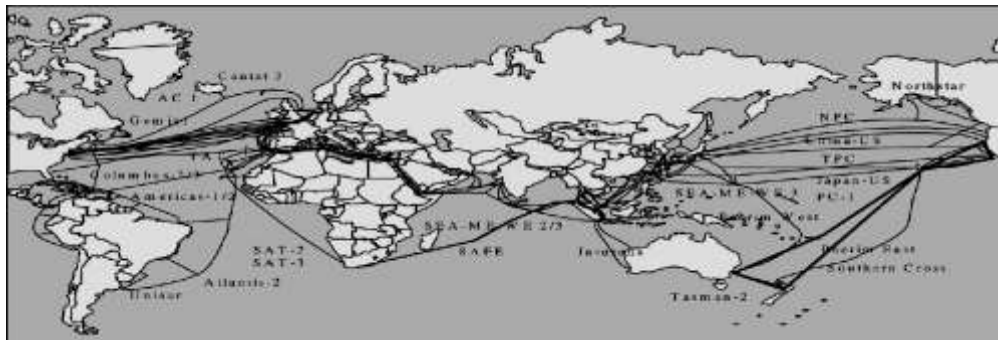 Cantat 3
AC 1
Northstar
Gemini
NPC
China-US
TPC
Columbus-2/3
Japan-US
Americas-1/2
PC-1
SEA-ME-WE 3
SEA-ME-WE 2/3
SAT-2
SAT-3
SAFE
Southern Cross
Atlantis-2
Unisur
Tasman-2